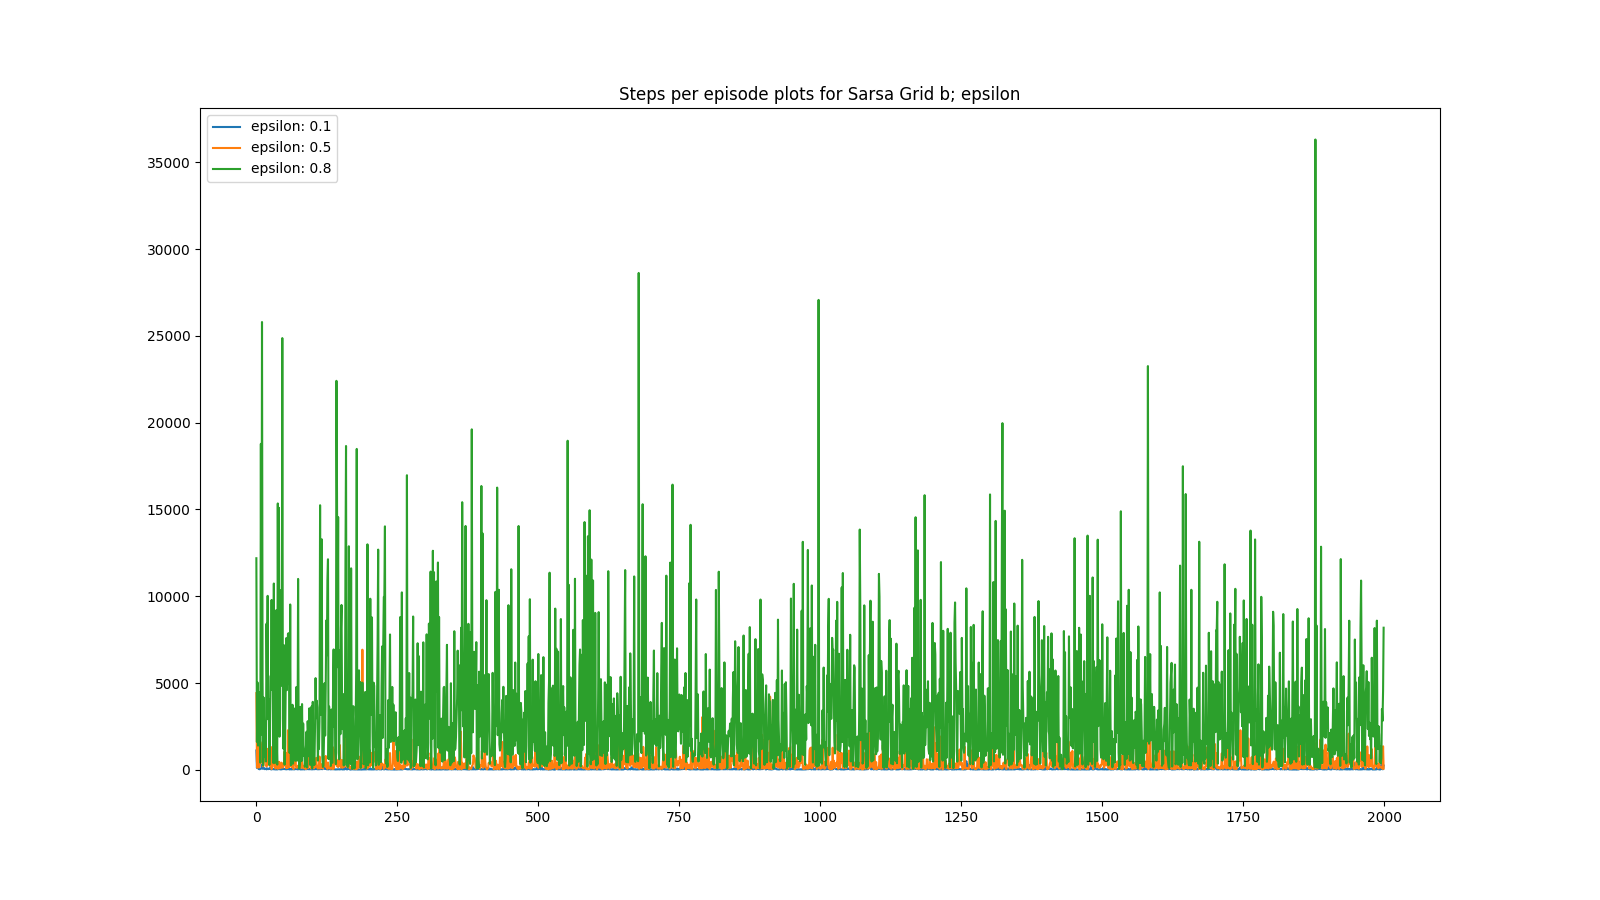 Steps per episode plots for Sarsa Grid b; epsilon
epsilon: 0.1
epsilon: 0.5
epsilon: 0.8
35000
30000
25000
20000
15000
10000
5000
0
0 250 500 750 1000 1250 1500 1750 2000